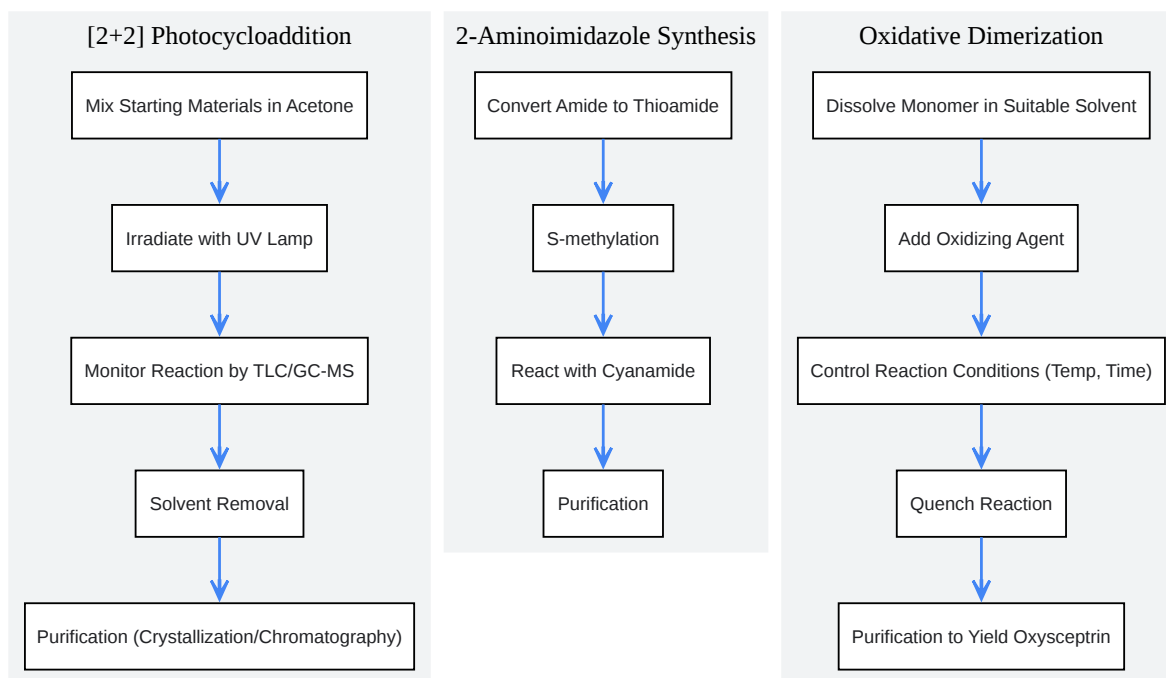 [2+2] Photocycloaddition
Mix Starting Materials in Acetone
Irradiate with UV Lamp
Monitor Reaction by TLC/GC-MS
Solvent Removal
Purification (Crystallization/Chromatography)
2-Aminoimidazole Synthesis
Convert Amide to Thioamide
S-methylation
React with Cyanamide
Purification
Oxidative Dimerization
Dissolve Monomer in Suitable Solvent
Add Oxidizing Agent
Control Reaction Conditions (Temp, Time)
Quench Reaction
Purification to Yield Oxysceptrin